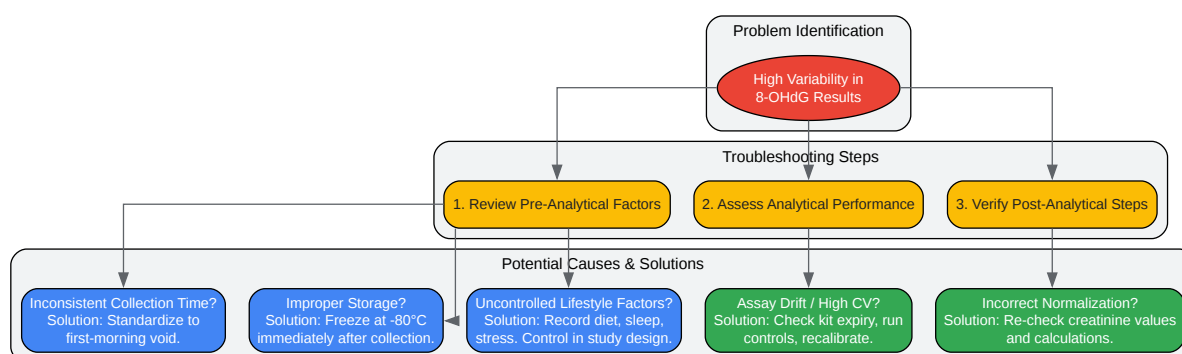 Problem Identification
High Variability in
8-OHdG Results
Troubleshooting Steps
1. Review Pre-Analytical Factors
2. Assess Analytical Performance
3. Verify Post-Analytical Steps
Potential Causes & Solutions
Inconsistent Collection Time?
Solution: Standardize to
first-morning void.
Improper Storage?
Solution: Freeze at -80°C
immediately after collection.
Uncontrolled Lifestyle Factors?
Solution: Record diet, sleep,
stress. Control in study design.
Assay Drift / High CV?
Solution: Check kit expiry, run
controls, recalibrate.
Incorrect Normalization?
Solution: Re-check creatinine values
and calculations.